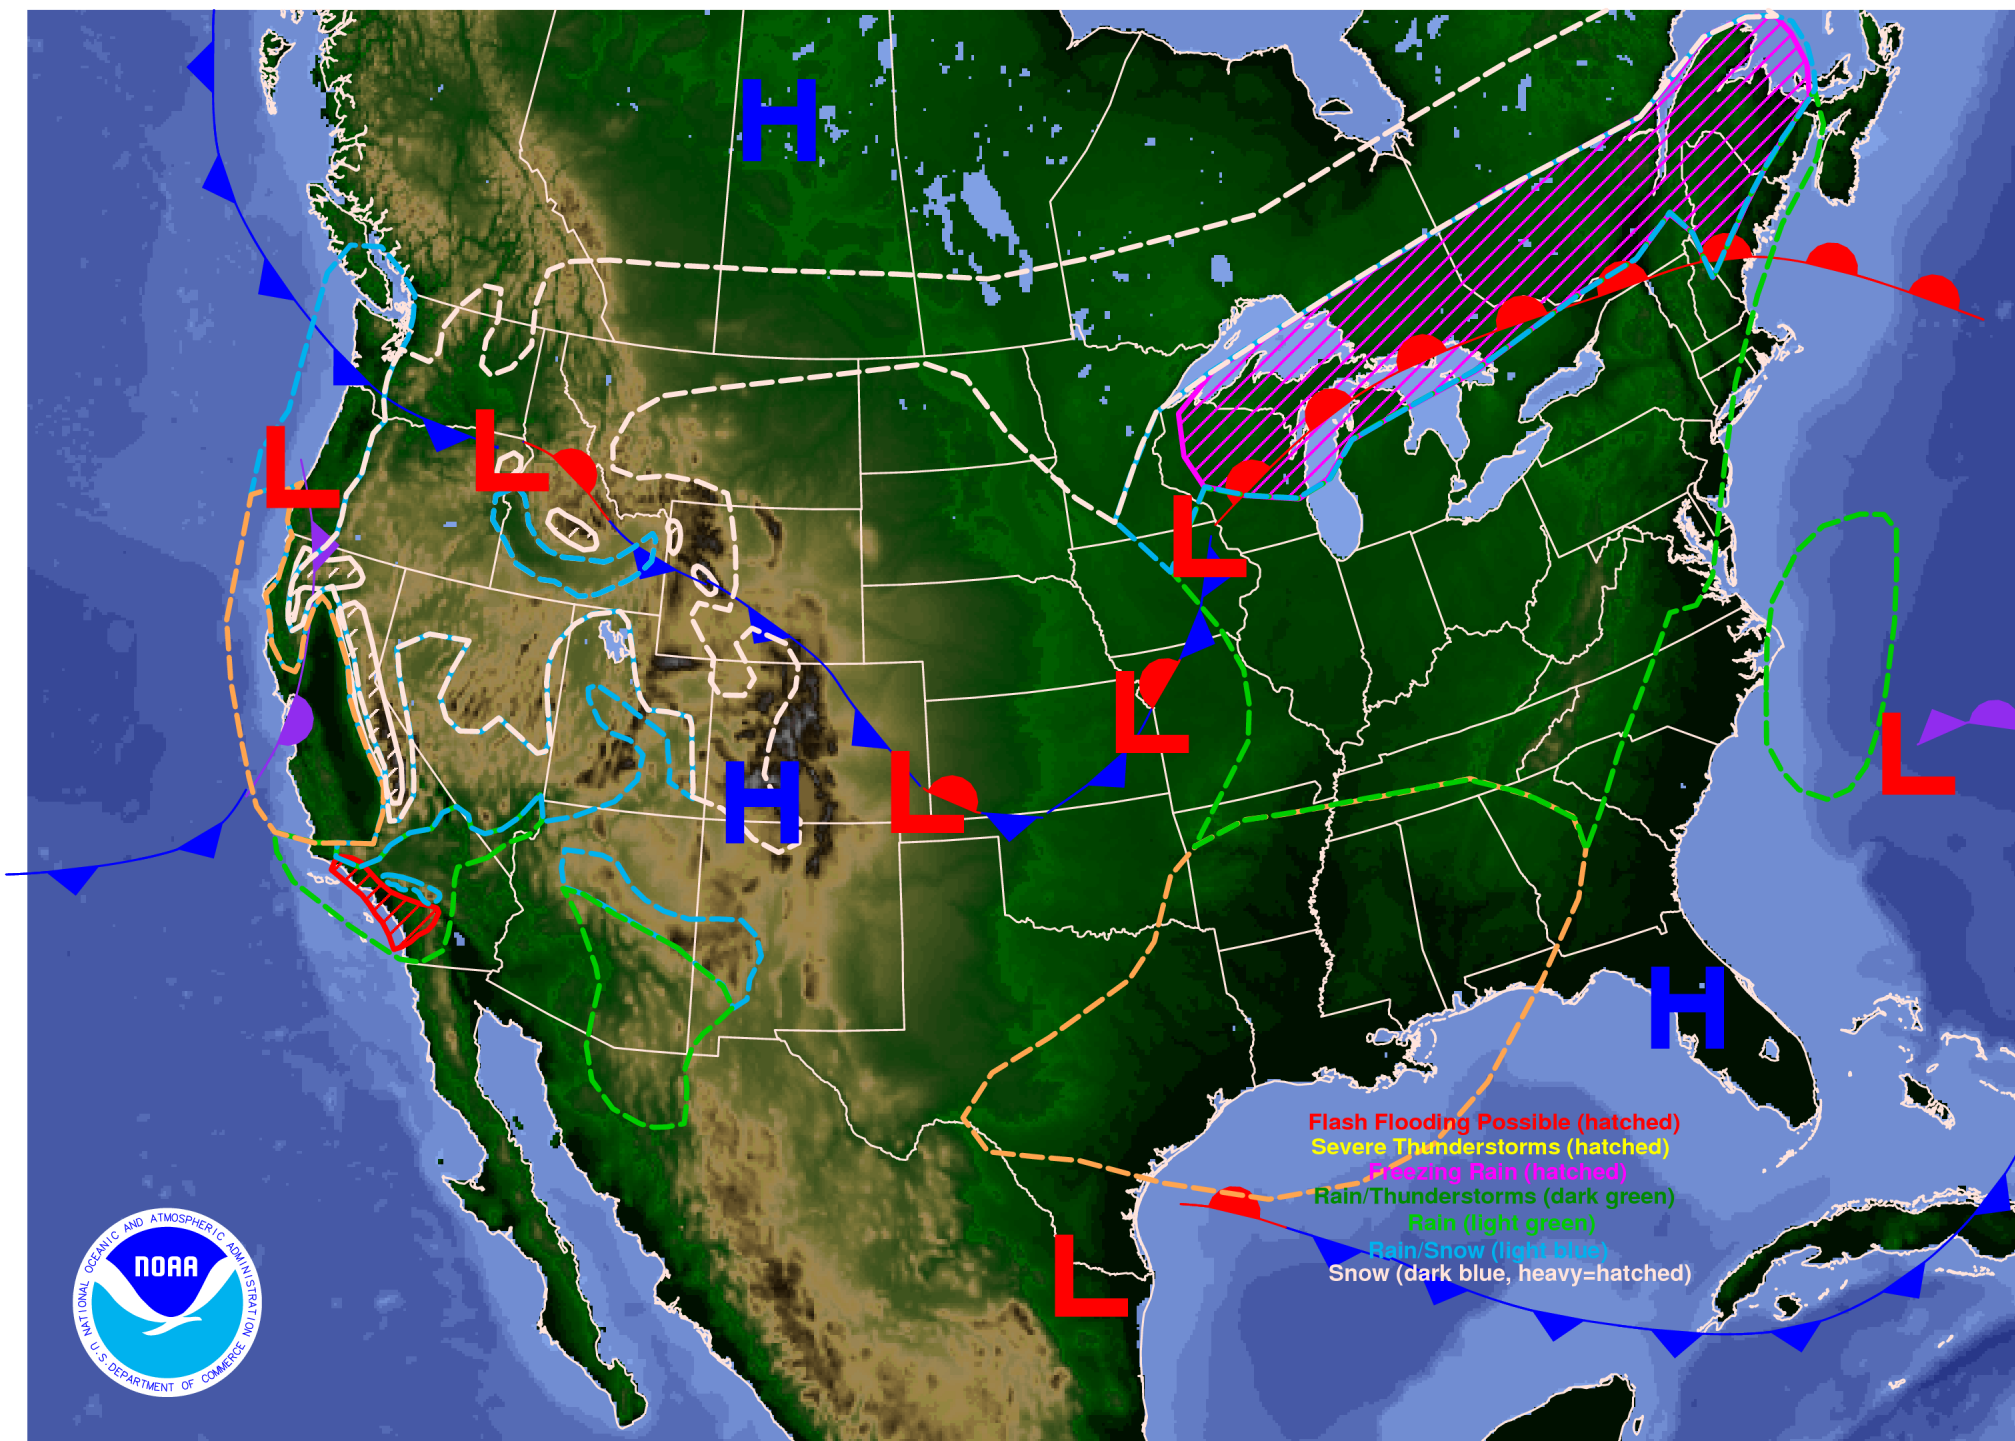 H
L
L
L
L
H
L
L
H
L
Flash Flooding Possible (hatched)
Severe Thunderstorms (hatched)
Freezing Rain (hatched)
Rain/Thunderstorms (dark green)
Rain (light green)
Rain/Snow (light blue)
Snow (dark blue, heavy=hatched)
NATIONAL OCEANIC AND ATMOSPHERIC ADMINISTRATION
NOAA
U.S. DEPARTMENT OF COMMERCE